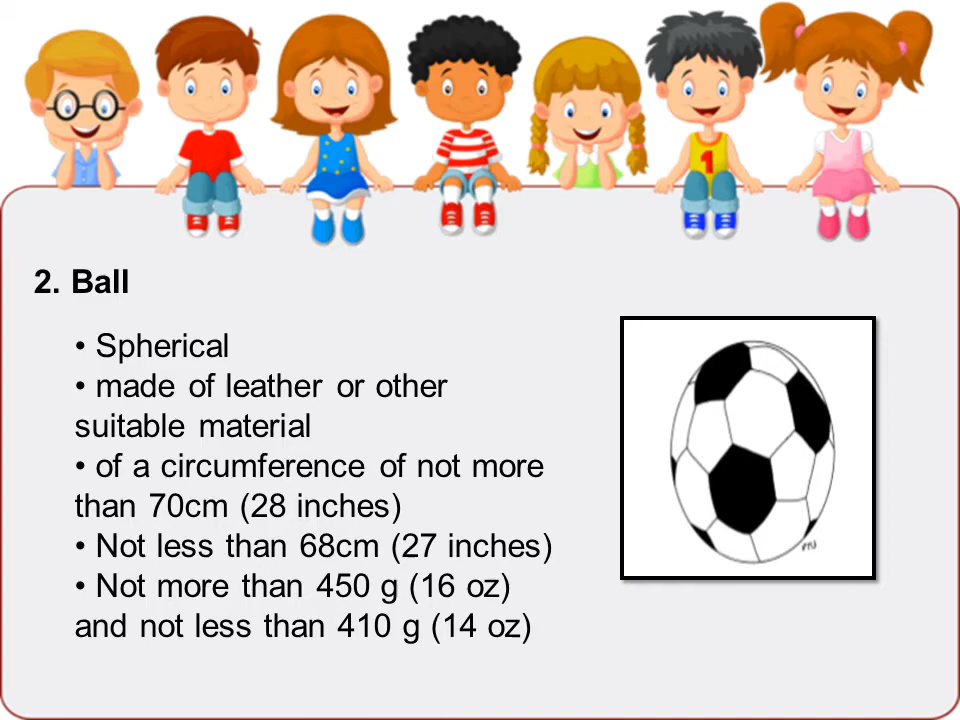 2. Ball
• Spherical
• made of leather or other
suitable material
• of a circumference of not more
than 70cm (28 inches)
• Not less than 68cm (27 inches)
• Not more than 450 g (16 oz)
and not less than 410 g (14 oz)
1